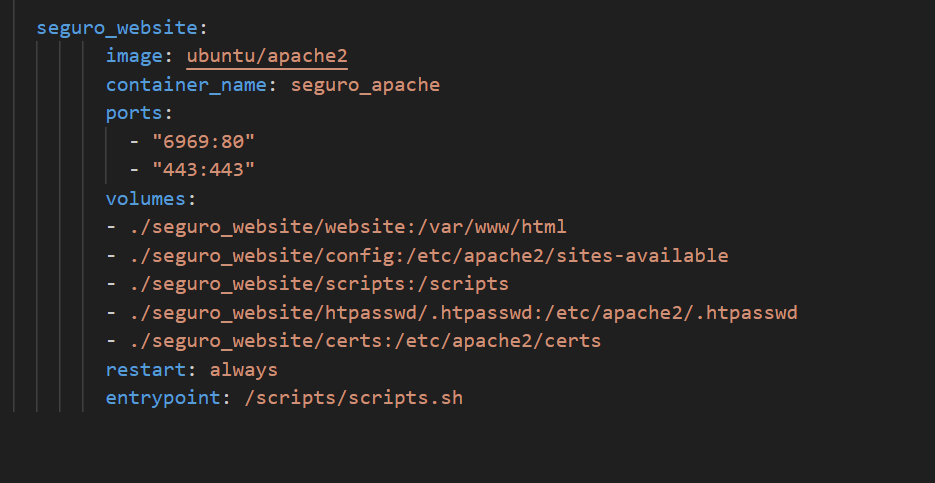 seguro_website:
image: ubuntu/apache2
container_name: seguro_apache
ports:
- "6969:80"
- "443:443"
volumes:
- ./seguro_website/website:/var/www/html
- ./seguro_website/config:/etc/apache2/sites-available
- ./seguro_website/scripts:/scripts
- ./seguro_website/htpasswd/.htpasswd:/etc/apache2/.htpasswd
- ./seguro_website/certs:/etc/apache2/certs
restart: always
entrypoint: /scripts/scripts.sh